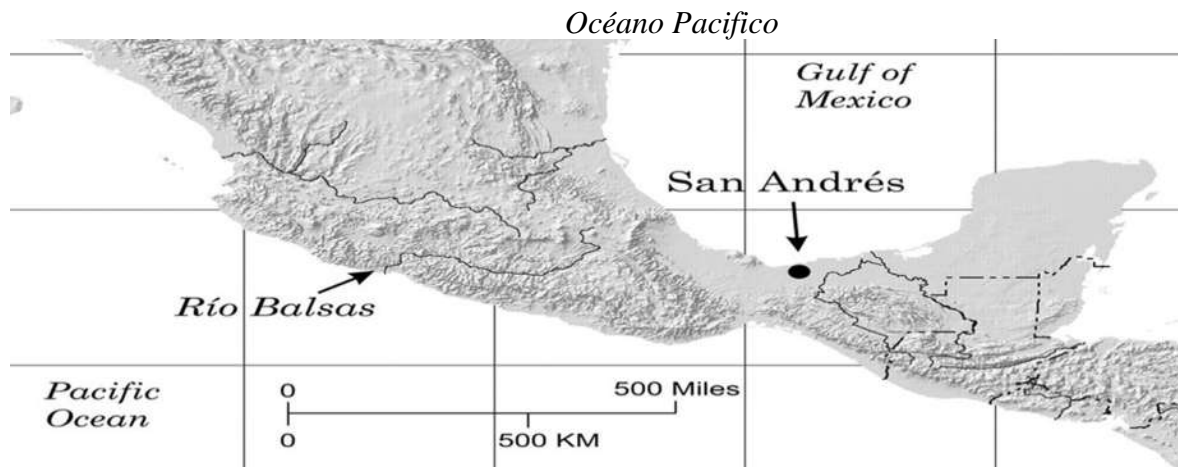 Océano Pacifico
Gulf of
Mexico
San Andrés
Río Balsas
Pacific
Ocean
0
500 Miles
0
500 KM